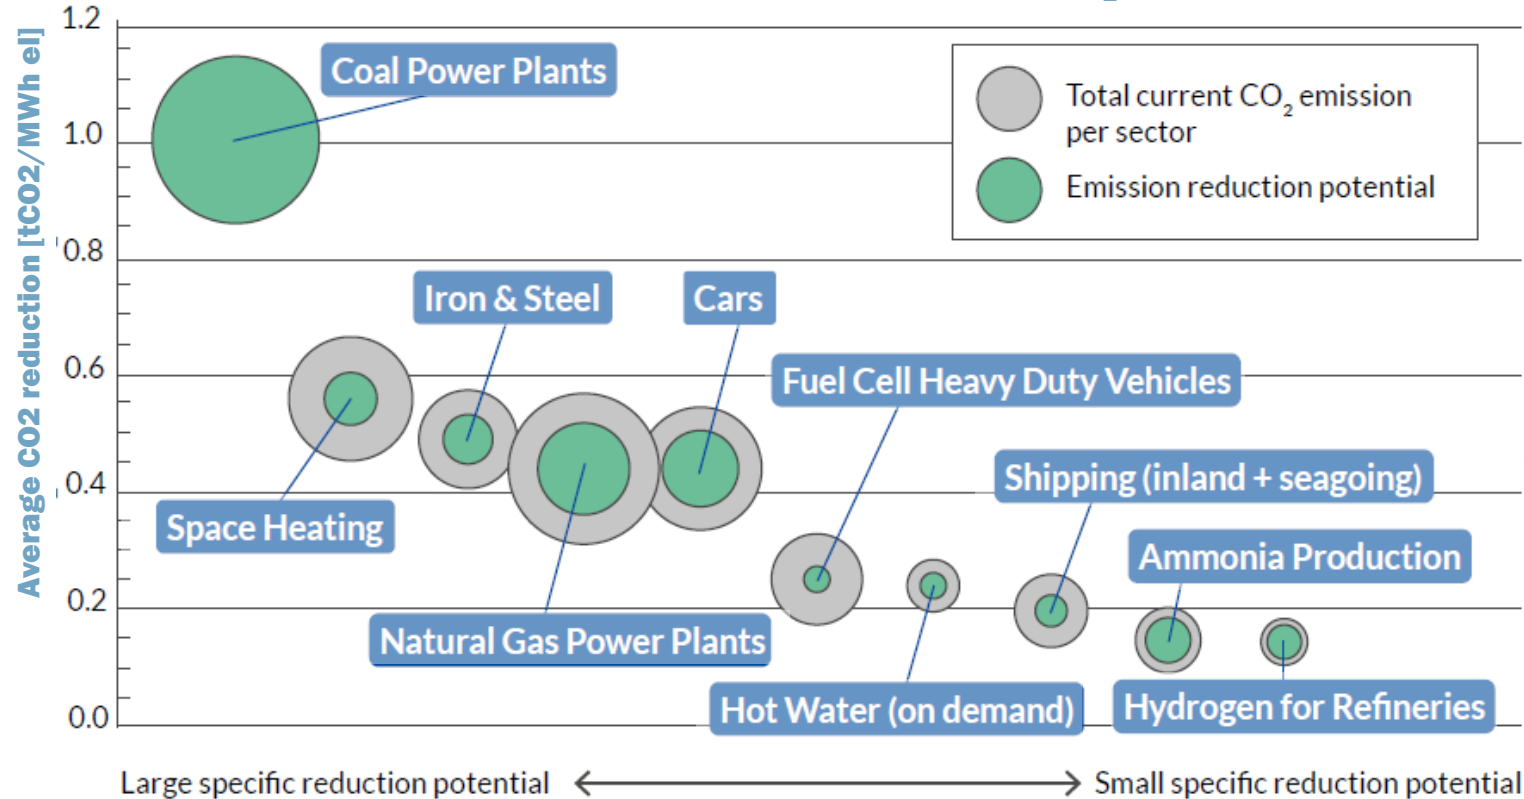 Average CO2 reduction [tCO2/MWh el]
1.2
1.0
0.8
0.6
0.4
0.2
0.0
Coal Power Plants
Total current CO₂ emission
per sector
Emission reduction potential
Iron & Steel
Cars
Fuel Cell Heavy Duty Vehicles
Shipping (inland + seagoing)
Space Heating
Ammonia Production
Natural Gas Power Plants
Hot Water (on demand)
Hydrogen for Refineries
Large specific reduction potential
Small specific reduction potential